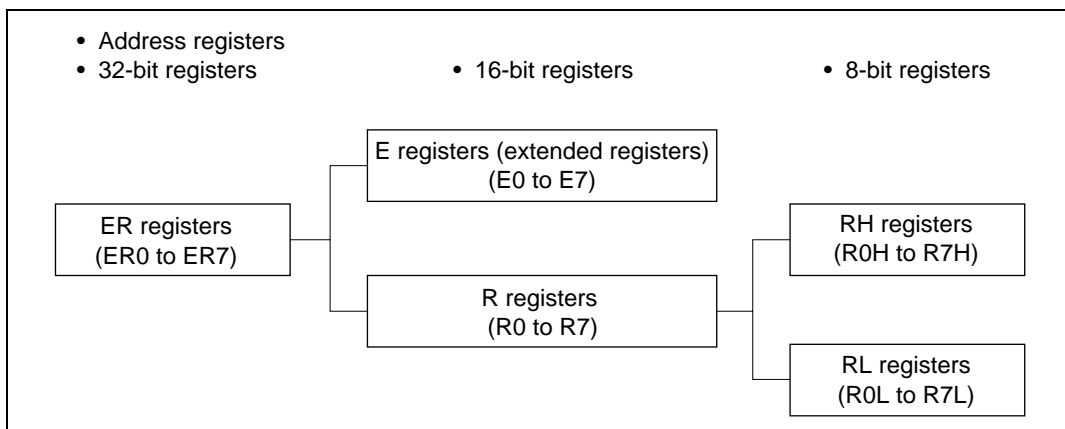 • Address registers
• 32-bit registers
• 16-bit registers
• 8-bit registers
E registers (extended registers)
(E0 to E7)
ER registers
(ER0 to ER7)
RH registers
(R0H to R7H)
R registers
(R0 to R7)
RL registers
(R0L to R7L)